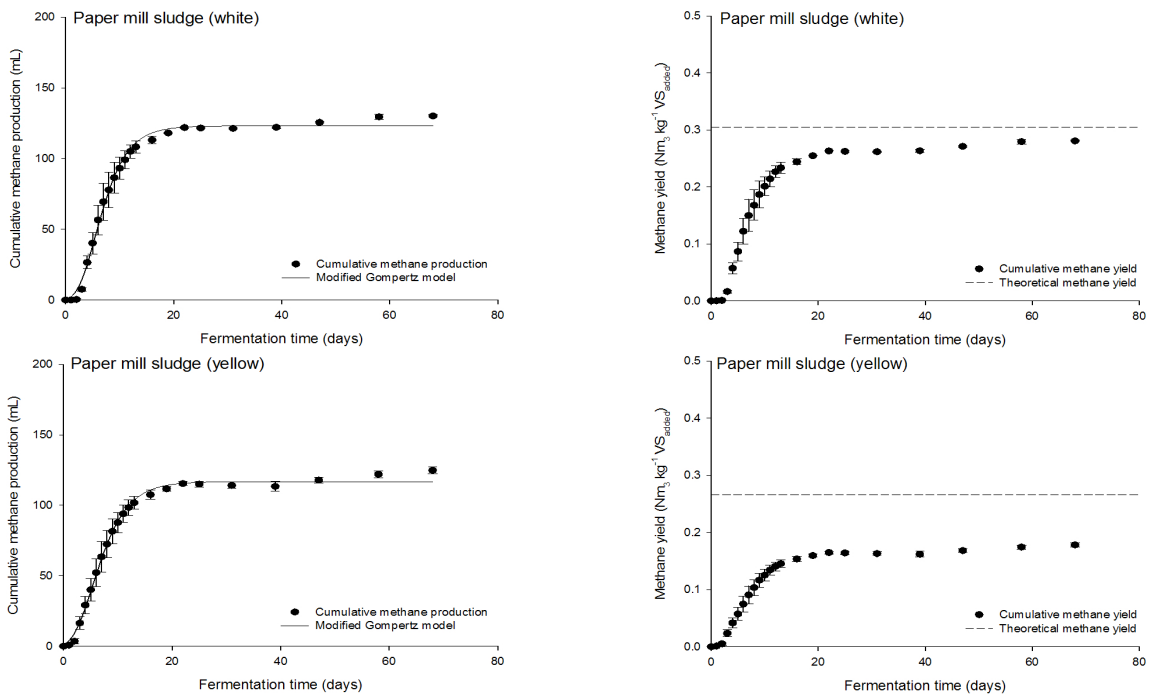 Paper mill sludge (white)
Cumulative methane production (mL)
200
150
100
50
0
Cumulative methane production
Modified Gompertz model
0 20 40 60 80
Fermentation time (days)
Paper mill sludge (white)
Methane yield (Nm3 kg-1 VSadded)
0.5
0.4
0.3
0.2
0.1
0.0
Cumulative methane yield
Theoretical methane yield
0 20 40 60 80
Fermentation time (days)
Paper mill sludge (yellow)
Cumulative methane production (mL)
200
150
100
50
0
Cumulative methane production
Modified Gompertz model
0 20 40 60 80
Fermentation time (days)
Paper mill sludge (yellow)
Methane yield (Nm3 kg-1 VSadded)
0.5
0.4
0.3
0.2
0.1
0.0
Cumulative methane yield
Theoretical methane yield
0 20 40 60 80
Fermentation time (days)